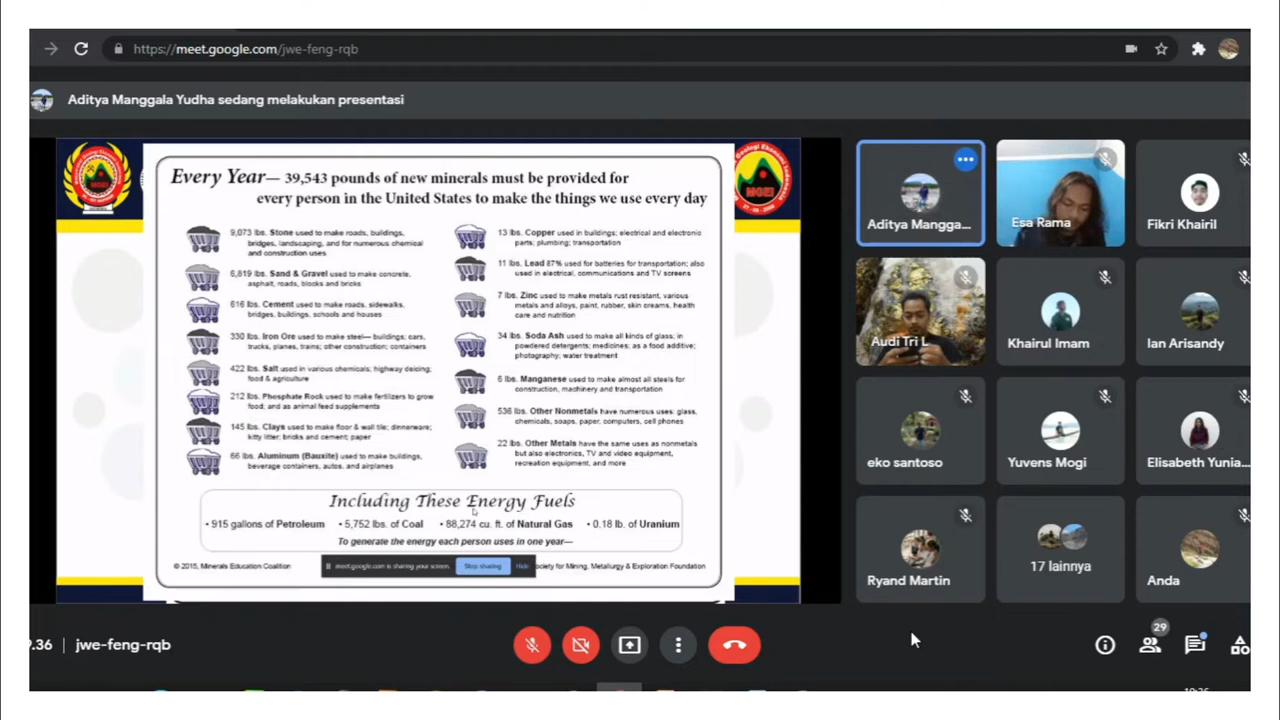 https://meet.google.com/jwe-feng-rqb
Aditya Manggala Yudha sedang melakukan presentasi
MGEI
MGEI
Every Year— 39,543 pounds of new minerals must be provided for
every person in the United States to make the things we use every day
9,073 lbs. Stone used to make roads, buildings,
bridges, landscaping, and for numerous chemical
and construction uses
6,819 lbs. Sand & Gravel used to make concrete,
asphalt, roads, blocks and bricks
616 lbs. Cement used to make roads, sidewalks,
bridges, buildings, schools and houses
330 lbs. Iron Ore used to make steel— buildings; cars,
trucks, planes, trains; other construction; containers
422 lbs. Salt used in various chemicals; highway deicing;
food & agriculture
212 lbs. Phosphate Rock used to make fertilizers to grow
food; and as animal feed supplements
145 lbs. Clays used to make floor & wall tile; dinnerware;
kitty litter; bricks and cement; paper
66 lbs. Aluminum (Bauxite) used to make buildings,
beverage containers, autos, and airplanes
13 lbs. Copper used in buildings; electrical and electronic
parts; plumbing; transportation
11 lbs. Lead 87% used for batteries for transportation; also
used in electrical, communications and TV screens
7 lbs. Zinc used to make metals rust resistant, various
metals and alloys, paint, rubber, skin creams, health
care and nutrition
34 lbs. Soda Ash used to make all kinds of glass; in
powdered detergents; medicines; as a food additive;
photography; water treatment
6 lbs. Manganese used to make almost all steels for
construction, machinery and transportation
536 lbs. Other Nonmetals have numerous uses: glass,
chemicals, soaps, paper, computers, cell phones
22 lbs. Other Metals have the same uses as nonmetals
but also electronics, TV and video equipment,
recreation equipment, and more
Including These Energy Fuels
• 915 gallons of Petroleum • 5,752 lbs. of Coal • 88,274 cu. ft. of Natural Gas • 0.18 lb. of Uranium
To generate the energy each person uses in one year—
© 2015, Minerals Education Coalition
meet.google.com is sharing your screen. Stop sharing Hide
ociety for Mining, Metallurgy & Exploration Foundation
Aditya Mangga...
Esa Rama
Fikri Khairil
Audi Tri L
Khairul Imam
Ian Arisandy
eko santoso
Yuvens Mogi
Elisabeth Yunia...
Ryand Martin
17 lainnya
Anda
9.36 | jwe-feng-rqb
29